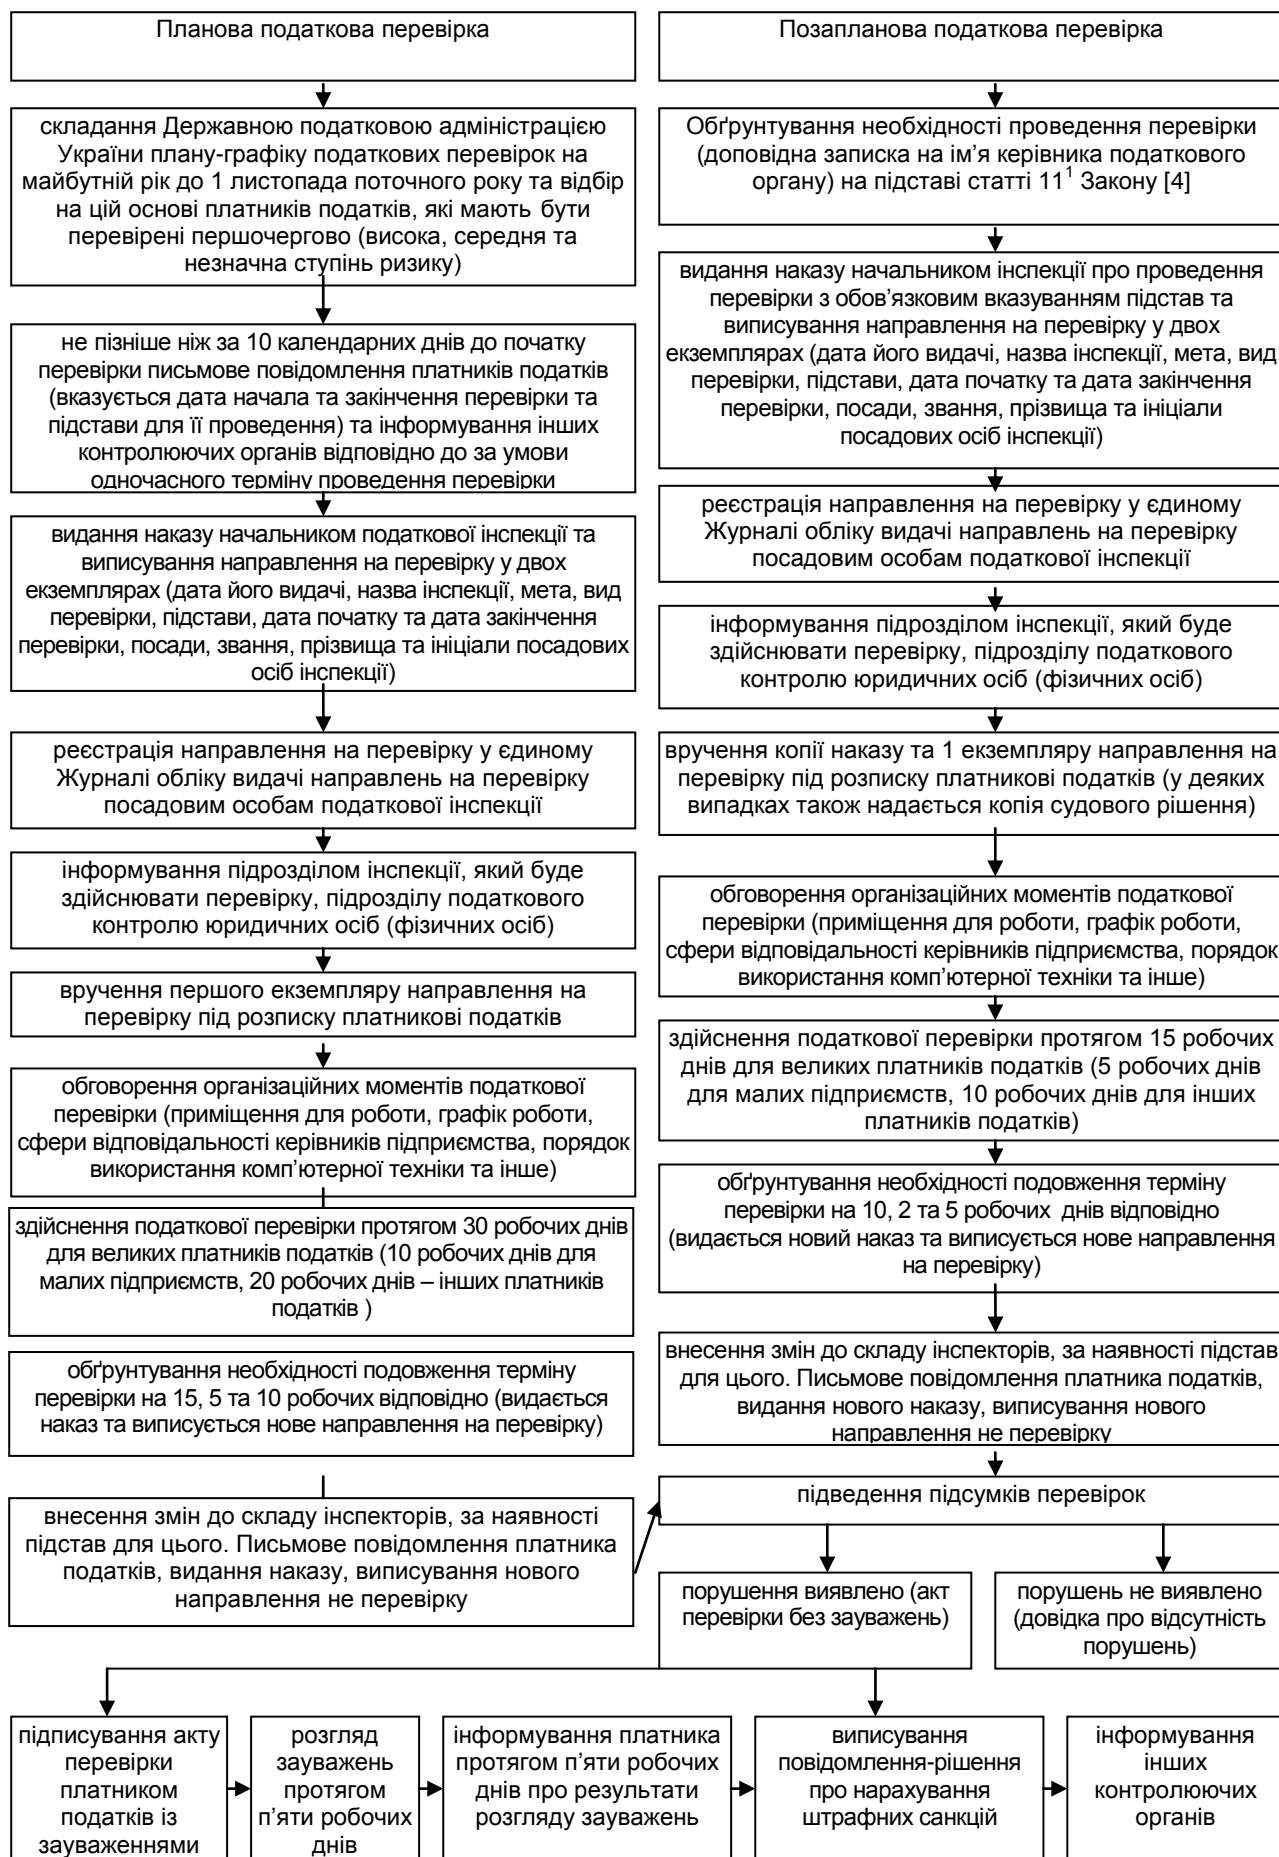 Планова податкова перевірка
складання Державною податковою адміністрацією
України плану-графіку податкових перевірок на
майбутній рік до 1 листопада поточного року та відбір
на цій основі платників податків, які мають бути
перевірені першочергово (висока, середня та
незначна ступінь ризику)
не пізніше ніж за 10 календарних днів до початку
перевірки письмове повідомлення платників податків
(вказується дата начала та закінчення перевірки та
підстави для її проведення) та інформування інших
контролюючих органів відповідно до за умови
одночасного терміну проведення перевірки
видання наказу начальником податкової інспекції та
виписування направлення на перевірку у двох
екземплярах (дата його видачі, назва інспекції, мета, вид
перевірки, підстави, дата початку та дата закінчення
перевірки, посади, звання, прізвища та ініціали посадових
осіб інспекції)
реєстрація направлення на перевірку у єдиному
Журналі обліку видачі направлень на перевірку
посадовим особам податкової інспекції
інформування підрозділом інспекції, який буде
здійснювати перевірку, підрозділу податкового
контролю юридичних осіб (фізичних осіб)
вручення першого екземпляру направлення на
перевірку під розписку платникові податків
обговорення організаційних моментів податкової
перевірки (приміщення для роботи, графік роботи,
сфери відповідальності керівників підприємства, порядок
використання комп’ютерної техніки та інше)
здійснення податкової перевірки протягом 30 робочих днів
для великих платників податків (10 робочих днів для
малих підприємств, 20 робочих днів – інших платників
податків )
обґрунтування необхідності подовження терміну
перевірки на 15, 5 та 10 робочих відповідно (видається
наказ та виписується нове направлення на перевірку)
внесення змін до складу інспекторів, за наявності
підстав для цього. Письмове повідомлення платника
податків, видання наказу, виписування нового
направлення не перевірку
Позапланова податкова перевірка
Обґрунтування необхідності проведення перевірки
(доповідна записка на ім’я керівника податкового
органу) на підставі статті 11¹ Закону [4]
видання наказу начальником інспекції про проведення
перевірки з обов’язковим вказуванням підстав та
виписування направлення на перевірку у двох
екземплярах (дата його видачі, назва інспекції, мета, вид
перевірки, підстави, дата початку та дата закінчення
перевірки, посади, звання, прізвища та ініціали
посадових осіб інспекції)
реєстрація направлення на перевірку у єдиному
Журналі обліку видачі направлень на перевірку
посадовим особам податкової інспекції
інформування підрозділом інспекції, який буде
здійснювати перевірку, підрозділу податкового
контролю юридичних осіб (фізичних осіб)
вручення копії наказу та 1 екземпляру направлення на
перевірку під розписку платникові податків (у деяких
випадках також надається копія судового рішення)
обговорення організаційних моментів податкової
перевірки (приміщення для роботи, графік роботи,
сфери відповідальності керівників підприємства, порядок
використання комп’ютерної техніки та інше)
здійснення податкової перевірки протягом 15 робочих
днів для великих платників податків (5 робочих днів
для малих підприємств, 10 робочих днів для інших
платників податків)
обґрунтування необхідності подовження терміну
перевірки на 10, 2 та 5 робочих днів відповідно
(видається новий наказ та виписується нове направлення
на перевірку)
внесення змін до складу інспекторів, за наявності підстав
для цього. Письмове повідомлення платника податків,
видання нового наказу, виписування нового
направлення не перевірку
підведення підсумків перевірок
порушення виявлено (акт
перевірки без зауважень)
порушень не виявлено
(довідка про відсутність
порушень)
підписування акту
перевірки
платником
податків із
зауваженнями
розгляд
зауважень
протягом
п’яти робочих
днів
інформування платника
протягом п’яти робочих
днів про результати
розгляду зауважень
виписування
повідомлення-рішення
про нарахування
штрафних санкцій
інформування
інших
контролюючих
органів